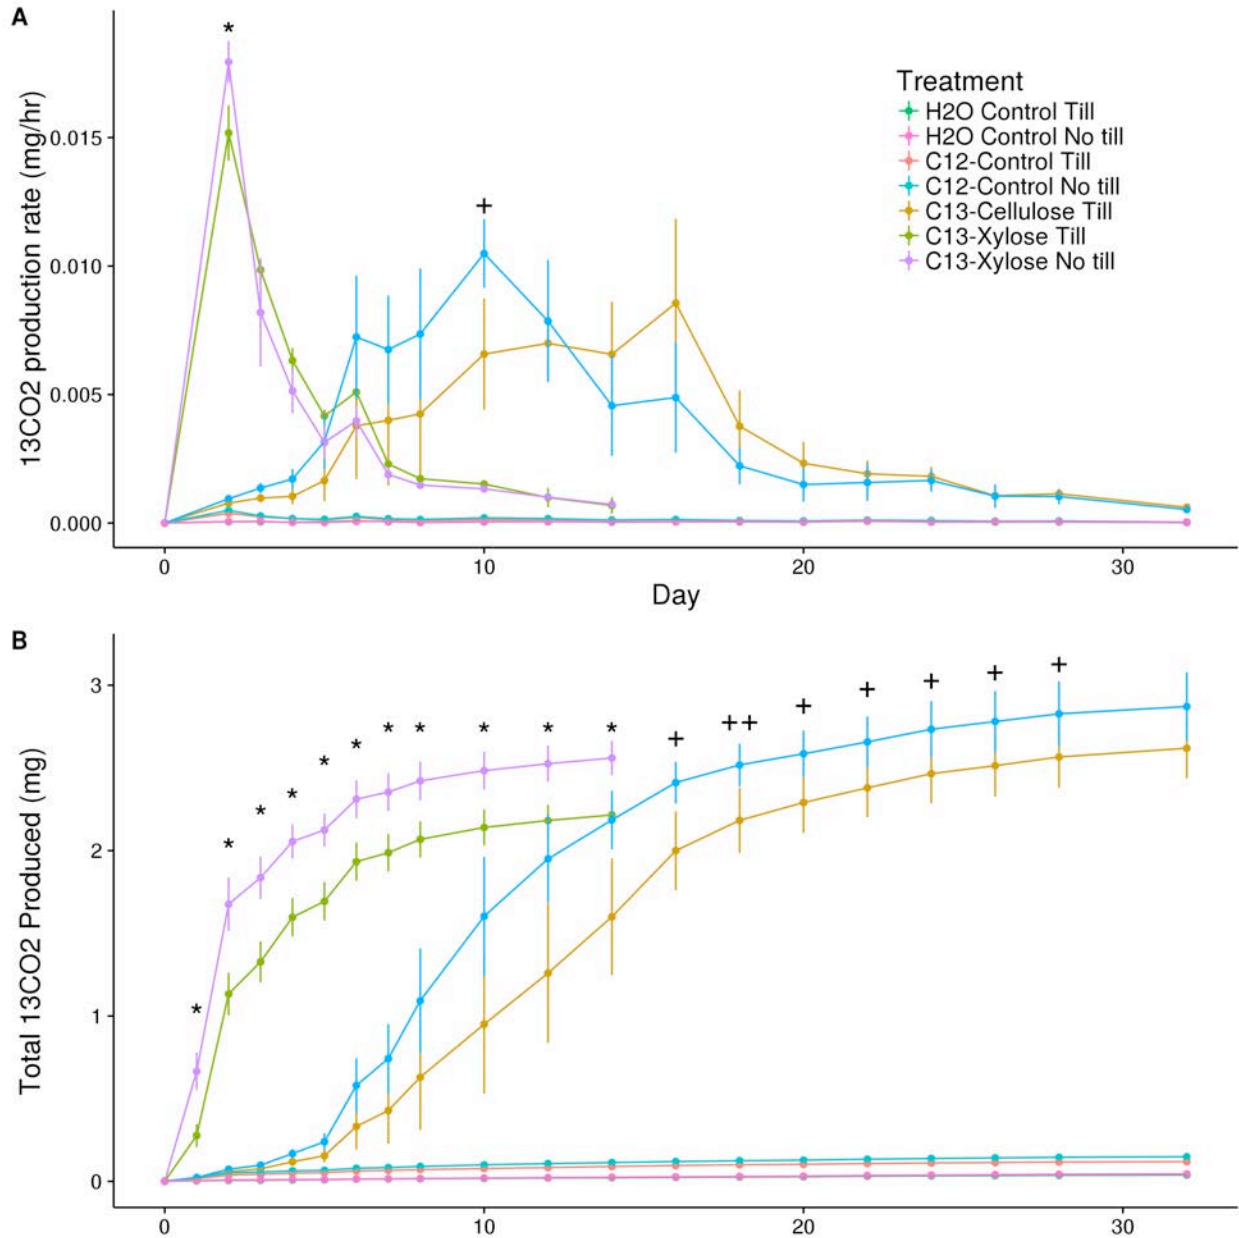 A
*
13CO2 production rate (mg/hr)
0.015
0.010
0.005
0.000
+
Treatment
H2O Control Till
H2O Control No till
C12-Control Till
C12-Control No till
C13-Cellulose Till
C13-Xylose Till
C13-Xylose No till
0 10 20 30
Day
B
Total 13CO2 Produced (mg)
3
2
1
0
* * * * * * * * * * * + ++ + + + + +
0 10 20 30